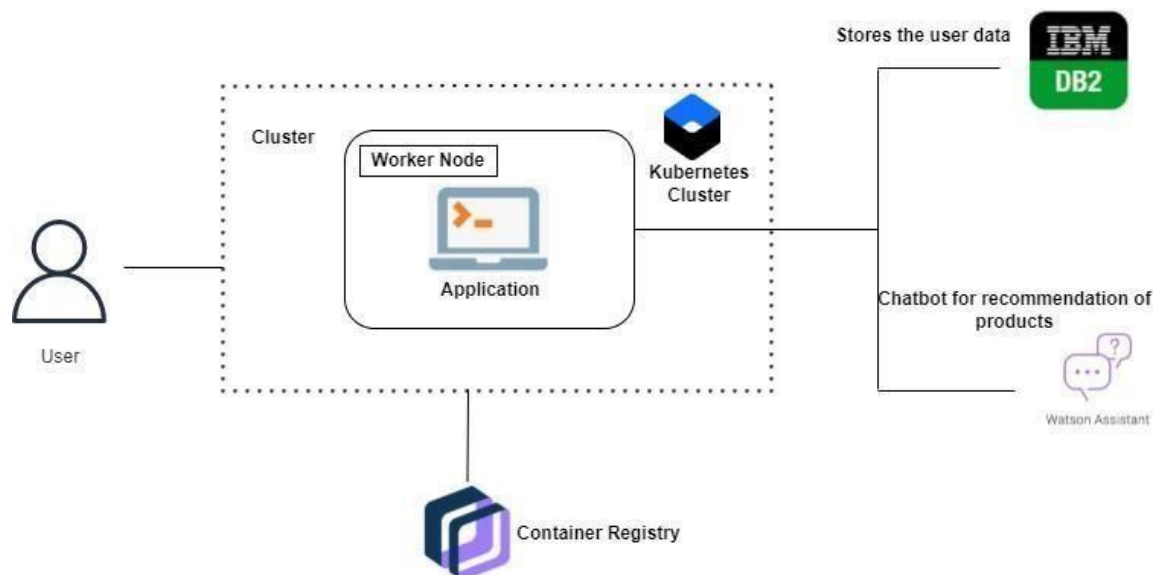 Stores the user data
IBM
DB2
Cluster
Worker Node
Kubernetes
Cluster
Application
User
Chatbot for recommendation of
products
Watson Assistant
Container Registry